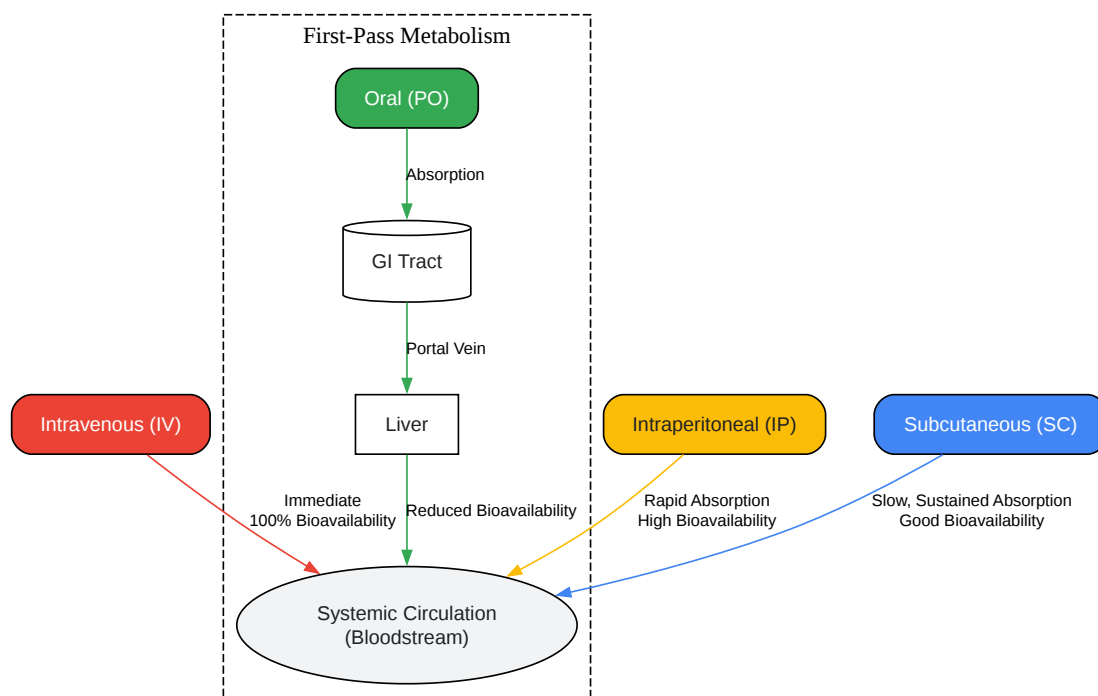 First-Pass Metabolism
Oral (PO)
Absorption
GI Tract
Portal Vein
Intravenous (IV)
Liver
Intraperitoneal (IP)
Subcutaneous (SC)
Immediate
100% Bioavailability
Reduced Bioavailability
Rapid Absorption
High Bioavailability
Slow, Sustained Absorption
Good Bioavailability
Systemic Circulation
(Bloodstream)